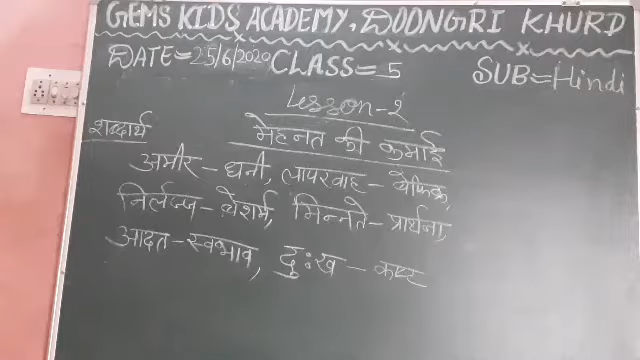 GEMS KIDS ACADEMY, DOONGRI KHURD
DATE=25/6/2020 CLASS=5 SUB=Hindi
Lesson-2
मेहनत की कमाई
शब्दार्थ
अमीर-धनी, लापरवाह-बेफिक्र,
निर्लज्ज-बेशर्म, मिन्नते-प्रार्थना,
आदत-स्वभाव, दुःख-कष्ट